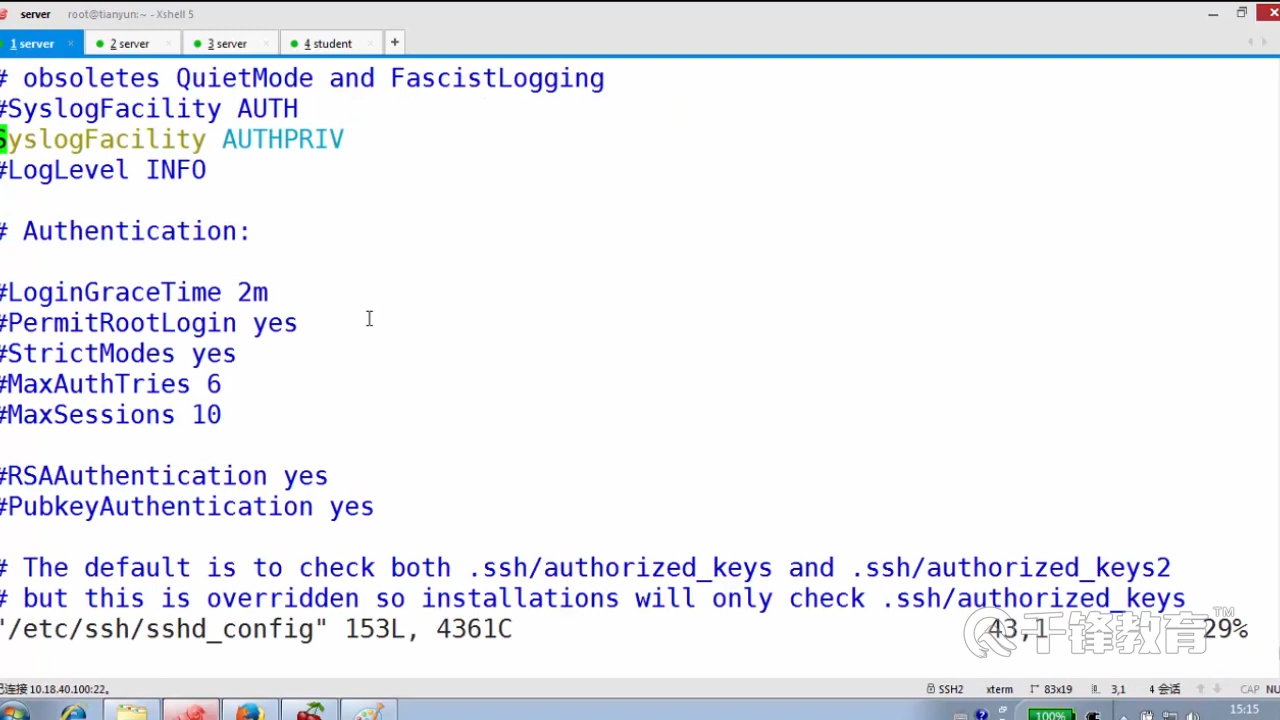 server root@tianyun:~ - Xshell 5
1 server 2 server 3 server 4 student +
# obsoletes QuietMode and FascistLogging
#SyslogFacility AUTH
SyslogFacility AUTHPRIV
#LogLevel INFO
# Authentication:
#LoginGraceTime 2m
#PermitRootLogin yes
#StrictModes yes
#MaxAuthTries 6
#MaxSessions 10
#RSAAuthentication yes
#PubkeyAuthentication yes
# The default is to check both .ssh/authorized_keys and .ssh/authorized_keys2
# but this is overridden so installations will only check .ssh/authorized_keys
"/etc/ssh/sshd_config" 153L, 4361C 43,1 29%
千锋教育™
已连接 10.18.40.100:22。 SSH2 xterm 83x19 3,1 4 会话 CAP NU
100% 15:15